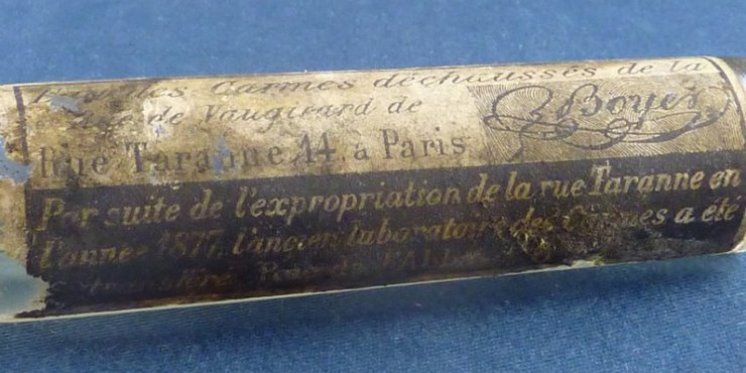 des Carmes déchaussés de la
de Vaugirard de
Boyer
Rue Taranne, 14, à Paris
Par suite de l'expropriation de la rue Taranne en
l'année 1877, l'ancien laboratoire des Carmes a été